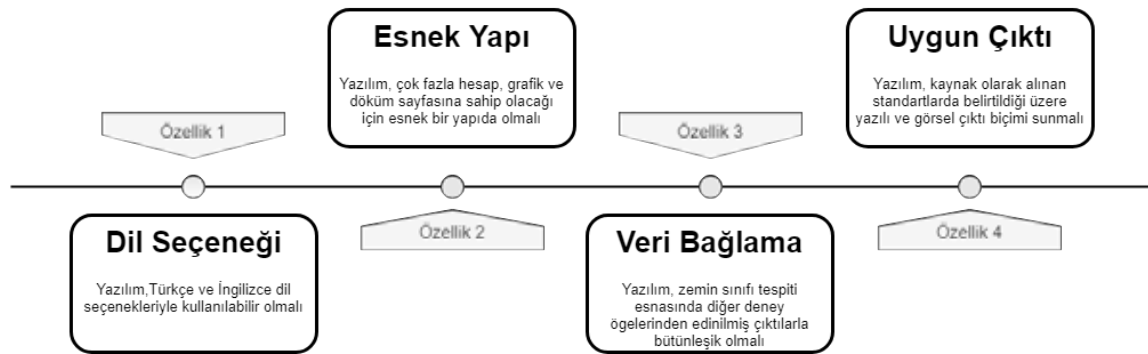 Özellik 1
Dil Seçeneği
Yazılım,Türkçe ve İngilizce dil
seçenekleriyle kullanılabilir olmalı
Esnek Yapı
Yazılım, çok fazla hesap, grafik ve
döküm sayfasına sahip olacağı
için esnek bir yapıda olmalı
Özellik 2
Özellik 3
Veri Bağlama
Yazılım, zemin sınıfı tespiti
esnasında diğer deney
ögelerinden edinilmiş çıktılarla
bütünleşik olmalı
Uygun Çıktı
Yazılım, kaynak olarak alınan
standartlarda belirtildiği üzere
yazılı ve görsel çıktı biçimi sunmalı
Özellik 4